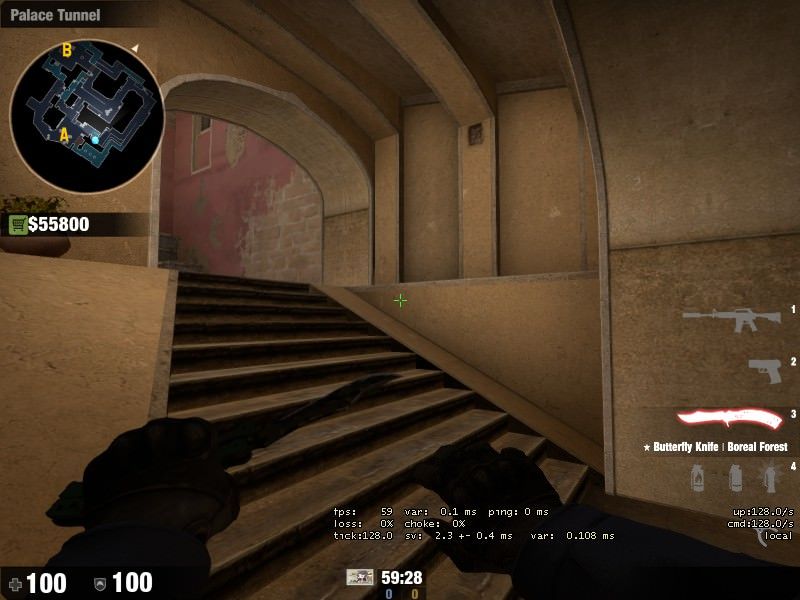 Palace Tunnel
B
A
$55800
1
2
3
★ Butterfly Knife | Boreal Forest
4
fps: 59 var: 0.1 ms ping: 0 ms
loss: 0% choke: 0%
tick:128.0 sv: 2.3 +- 0.4 ms var: 0.108 ms
up:128.0/s
cmd:128.0/s
local
100
100
59:28
0 0